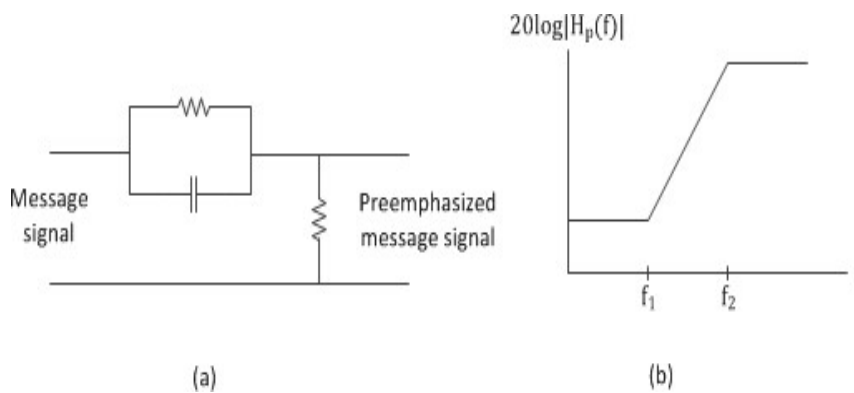 Message
signal
Preemphasized
message signal
(a)
20log|Hₚ(f)|
f₁
f₂
(b)